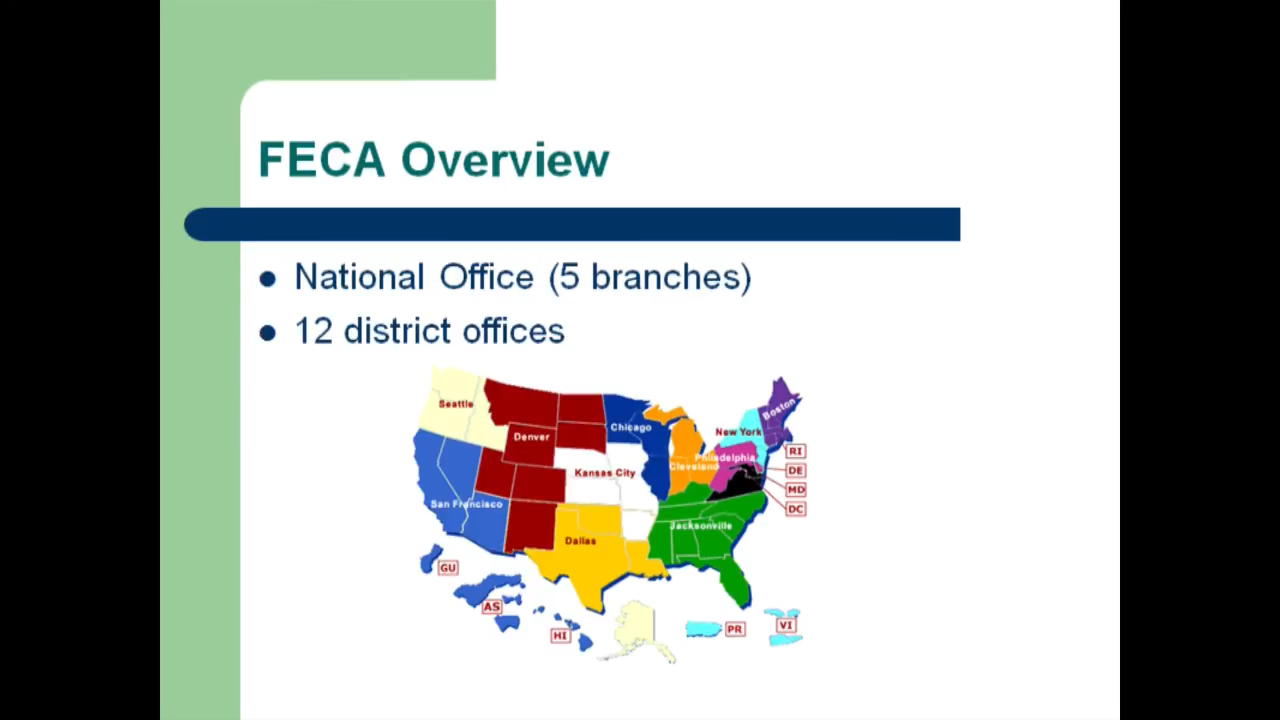 FECA Overview
National Office (5 branches)
12 district offices
Seattle
Denver
Chicago
New York
Boston
Philadelphia
Cleveland
Kansas City
San Francisco
Jacksonville
Dallas
RI
DE
MD
DC
GU
AS
HI
PR
VI